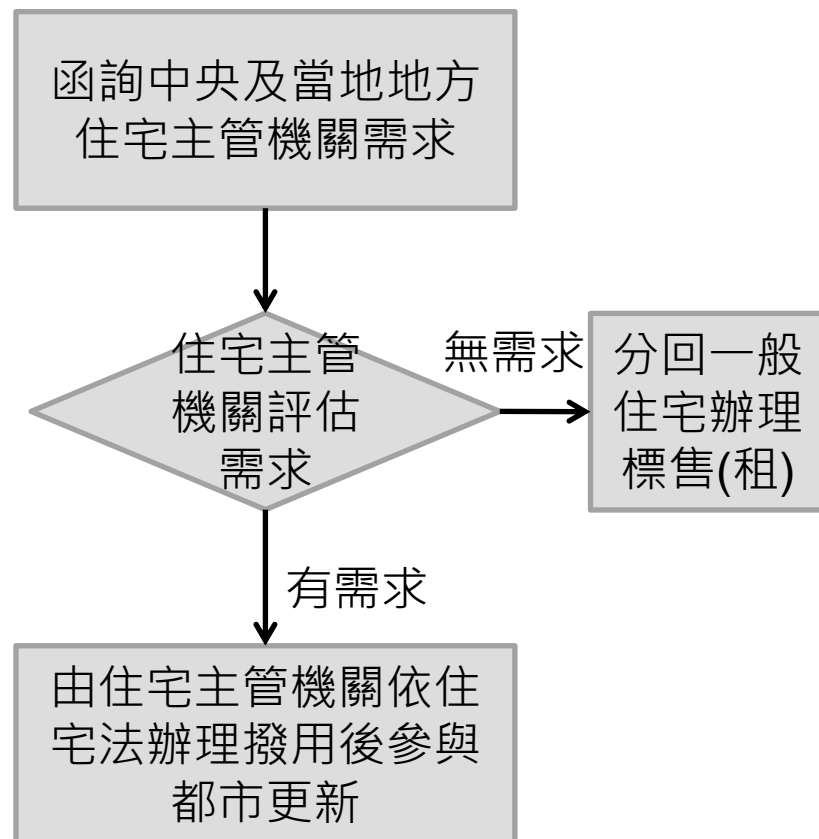 函詢中央及當地地方
住宅主管機關需求
住宅主管
機關評估
需求
無需求
分回一般
住宅辦理
標售(租)
有需求
由住宅主管機關依住
宅法辦理撥用後參與
都市更新